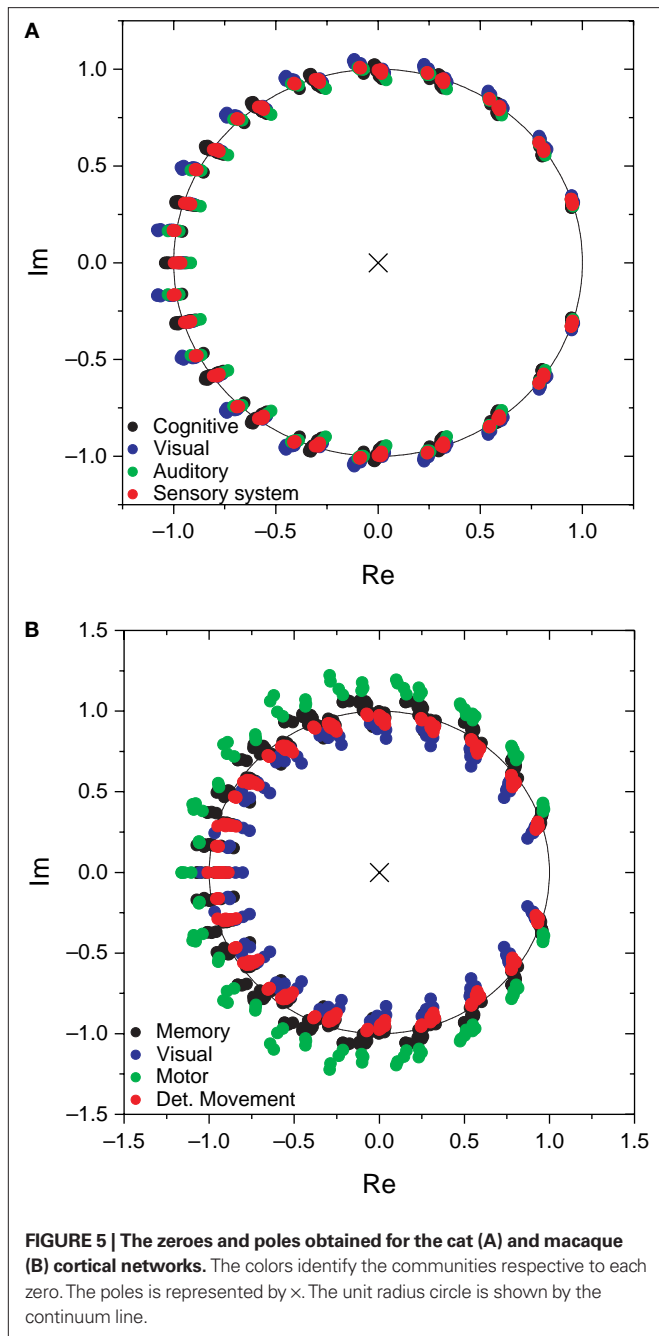 A
1.0
0.5
0.0
−0.5
−1.0
Im
Cognitive
Visual
Auditory
Sensory system
−1.0 −0.5 0.0 0.5 1.0
Re
B
1.5
1.0
0.5
0.0
−0.5
−1.0
−1.5
Im
Memory
Visual
Motor
Det. Movement
−1.5 −1.0 −0.5 0.0 0.5 1.0 1.5
Re
FIGURE 5 | The zeroes and poles obtained for the cat (A) and macaque
(B) cortical networks. The colors identify the communities respective to each
zero. The poles is represented by ×. The unit radius circle is shown by the
continuum line.